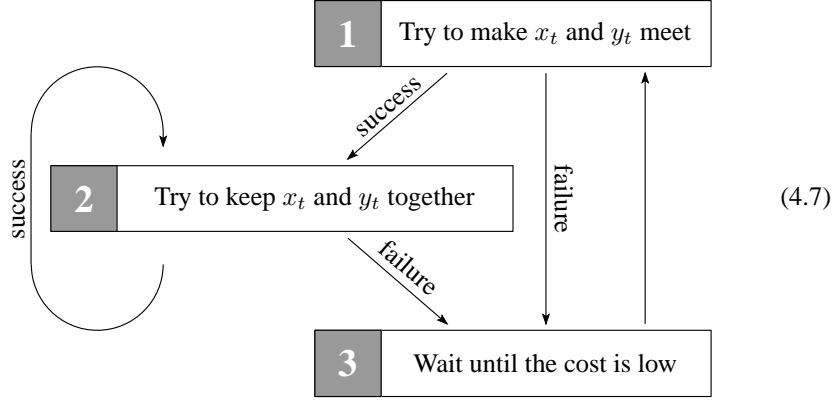 1 Try to make x_t and y_t meet
success
success
failure
2 Try to keep x_t and y_t together
(4.7)
failure
3 Wait until the cost is low